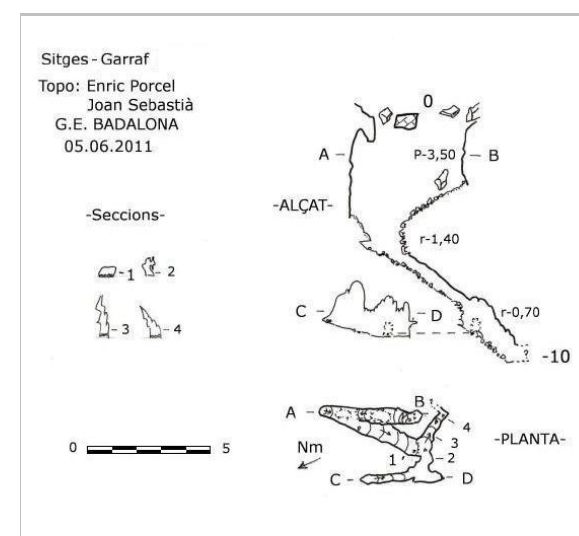 Sitges - Garraf
Topo: Enric Porcel
Joan Sebastià
G.E. BADALONA
05.06.2011
0
A
P-3,50
B
-ALÇAT-
-Seccions-
r-1,40
1
2
C
D
r-0,70
3
4
?
-10
A
B
4
3
-PLANTA-
0
5
Nm
1
2
C
D